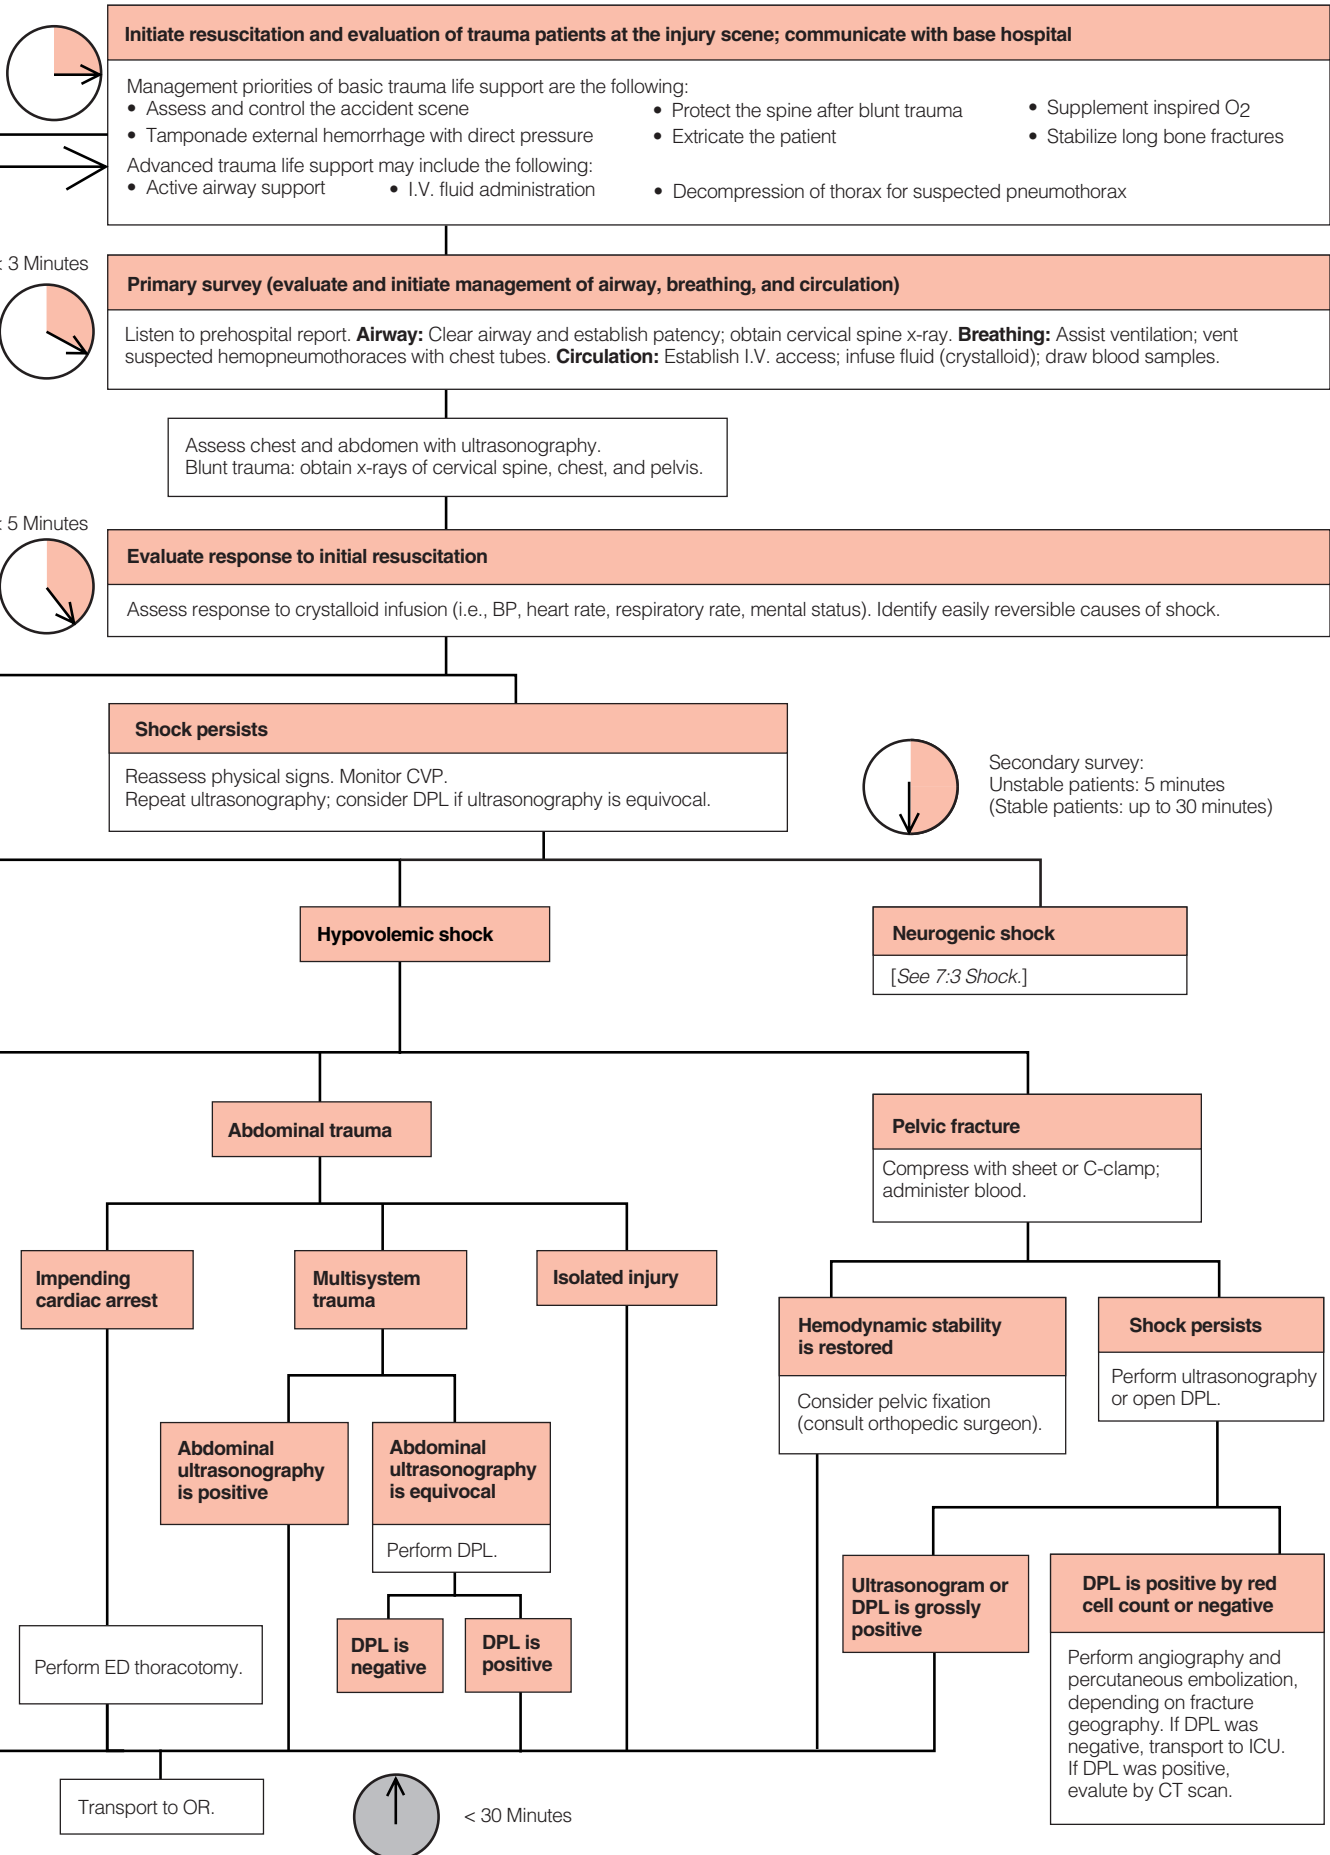 Initiate resuscitation and evaluation of trauma patients at the injury scene; communicate with base hospital
Management priorities of basic trauma life support are the following:
• Assess and control the accident scene
• Protect the spine after blunt trauma
• Supplement inspired O2
• Tamponade external hemorrhage with direct pressure
• Extricate the patient
• Stabilize long bone fractures
Advanced trauma life support may include the following:
• Active airway support
• I.V. fluid administration
• Decompression of thorax for suspected pneumothorax
: 3 Minutes
Primary survey (evaluate and initiate management of airway, breathing, and circulation)
Listen to prehospital report. Airway: Clear airway and establish patency; obtain cervical spine x-ray. Breathing: Assist ventilation; vent
suspected hemopneumothoraces with chest tubes. Circulation: Establish I.V. access; infuse fluid (crystalloid); draw blood samples.
Assess chest and abdomen with ultrasonography.
Blunt trauma: obtain x-rays of cervical spine, chest, and pelvis.
: 5 Minutes
Evaluate response to initial resuscitation
Assess response to crystalloid infusion (i.e., BP, heart rate, respiratory rate, mental status). Identify easily reversible causes of shock.
Shock persists
Reassess physical signs. Monitor CVP.
Repeat ultrasonography; consider DPL if ultrasonography is equivocal.
Secondary survey:
Unstable patients: 5 minutes
(Stable patients: up to 30 minutes)
Hypovolemic shock
Neurogenic shock
[See 7:3 Shock.]
Abdominal trauma
Pelvic fracture
Compress with sheet or C-clamp;
administer blood.
Impending
cardiac arrest
Multisystem
trauma
Isolated injury
Hemodynamic stability
is restored
Consider pelvic fixation
(consult orthopedic surgeon).
Shock persists
Perform ultrasonography
or open DPL.
Abdominal
ultrasonography
is positive
Abdominal
ultrasonography
is equivocal
Perform DPL.
Ultrasonogram or
DPL is grossly
positive
DPL is positive by red
cell count or negative
Perform angiography and
percutaneous embolization,
depending on fracture
geography. If DPL was
negative, transport to ICU.
If DPL was positive,
evalute by CT scan.
DPL is
negative
DPL is
positive
Perform ED thoracotomy.
Transport to OR.
< 30 Minutes